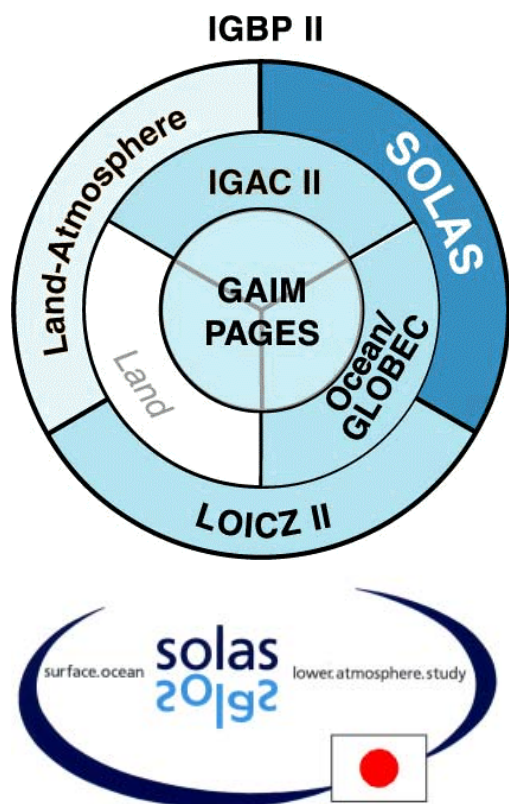 IGBP II
Land-Atmosphere
SOLAS
IGAC II
GAIM
PAGES
Land
Ocean/
GLOBEC
LOICZ II
surface.ocean
solas
solas
lower.atmosphere.study